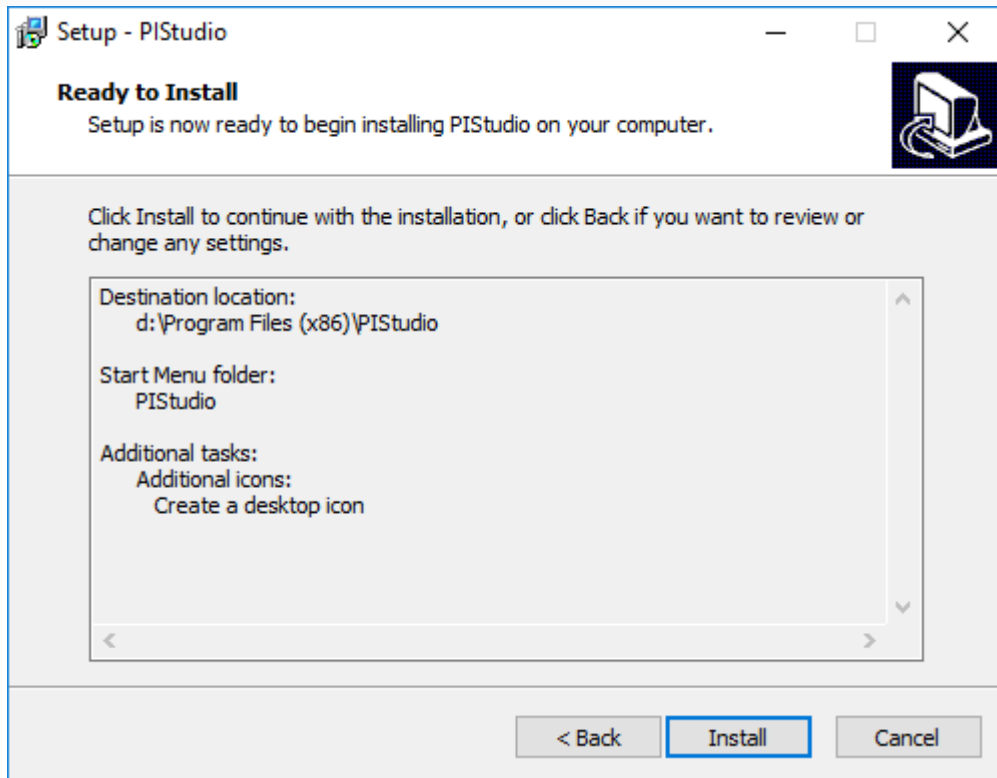 Setup - PIStudio
Ready to Install
Setup is now ready to begin installing PIStudio on your computer.
Click Install to continue with the installation, or click Back if you want to review or
change any settings.
Destination location:
d:\Program Files (x86)\PIStudio
Start Menu folder:
PIStudio
Additional tasks:
Additional icons:
Create a desktop icon
< Back
Install
Cancel